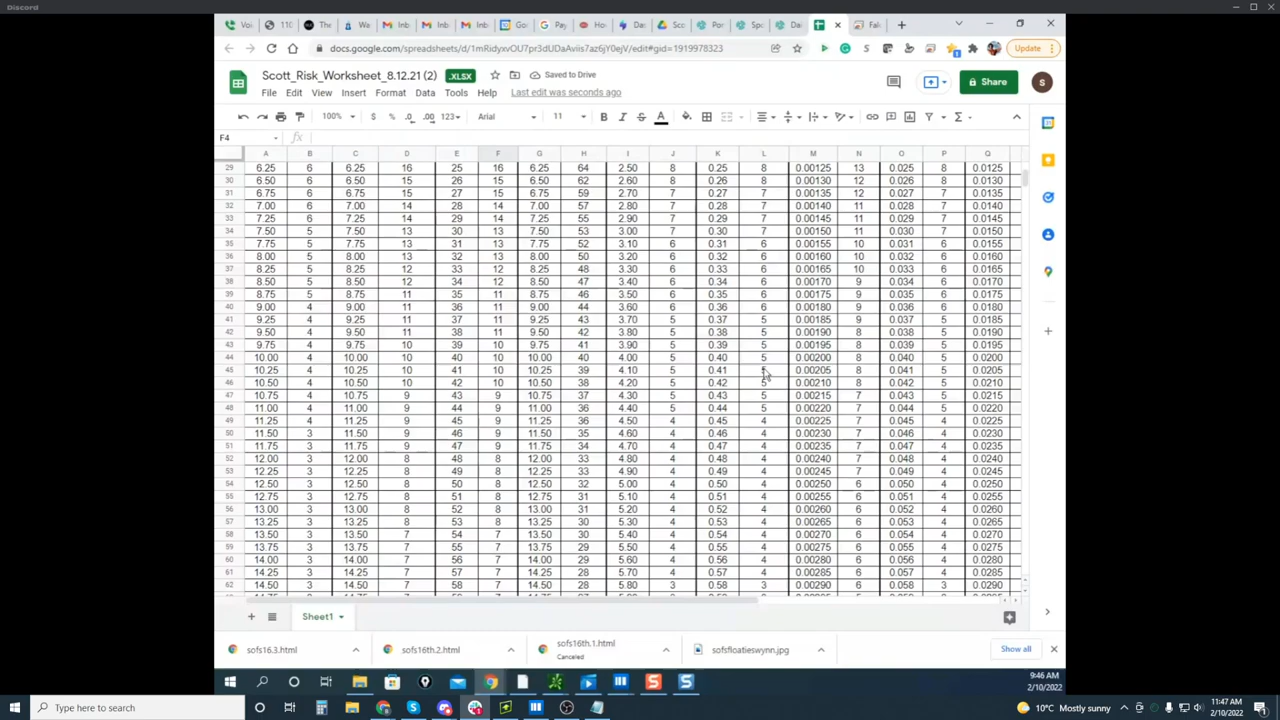 Discord
Voi
110
The
Wa
Inb
Inb
Inb
Go
Pay
Ho
Das
Sco
Por
Spo
Dai
Fal
docs.google.com/spreadsheets/d/1mRidyxvOU7pr3dUDaAviis7az6jY0ejV/edit#gid=1919978323
Update
Scott_Risk_Worksheet_8.12.21 (2) .XLSX Saved to Drive
Share S
File Edit View Insert Format Data Tools Help Last edit was seconds ago
100% $ % .0 .00 123 Arial 11 B I S A
F4 fx
A B C D E F G H I J K L M N O P Q
29 6.25 6 6.25 16 25 16 6.25 64 2.50 8 0.25 8 0.00125 13 0.025 8 0.0125
30 6.50 6 6.50 15 26 15 6.50 62 2.60 8 0.26 8 0.00130 12 0.026 8 0.0130
31 6.75 6 6.75 15 27 15 6.75 59 2.70 7 0.27 7 0.00135 12 0.027 7 0.0135
32 7.00 6 7.00 14 28 14 7.00 57 2.80 7 0.28 7 0.00140 11 0.028 7 0.0140
33 7.25 6 7.25 14 29 14 7.25 55 2.90 7 0.29 7 0.00145 11 0.029 7 0.0145
34 7.50 5 7.50 13 30 13 7.50 53 3.00 7 0.30 7 0.00150 11 0.030 7 0.0150
35 7.75 5 7.75 13 31 13 7.75 52 3.10 6 0.31 6 0.00155 10 0.031 6 0.0155
36 8.00 5 8.00 13 32 13 8.00 50 3.20 6 0.32 6 0.00160 10 0.032 6 0.0160
37 8.25 5 8.25 12 33 12 8.25 48 3.30 6 0.33 6 0.00165 10 0.033 6 0.0165
38 8.50 5 8.50 12 34 12 8.50 47 3.40 6 0.34 6 0.00170 9 0.034 6 0.0170
39 8.75 5 8.75 11 35 11 8.75 46 3.50 6 0.35 6 0.00175 9 0.035 6 0.0175
40 9.00 4 9.00 11 36 11 9.00 44 3.60 6 0.36 6 0.00180 9 0.036 6 0.0180
41 9.25 4 9.25 11 37 11 9.25 43 3.70 5 0.37 5 0.00185 9 0.037 5 0.0185
42 9.50 4 9.50 11 38 11 9.50 42 3.80 5 0.38 5 0.00190 8 0.038 5 0.0190
43 9.75 4 9.75 10 39 10 9.75 41 3.90 5 0.39 5 0.00195 8 0.039 5 0.0195
44 10.00 4 10.00 10 40 10 10.00 40 4.00 5 0.40 5 0.00200 8 0.040 5 0.0200
45 10.25 4 10.25 10 41 10 10.25 39 4.10 5 0.41 5 0.00205 8 0.041 5 0.0205
46 10.50 4 10.50 10 42 10 10.50 38 4.20 5 0.42 5 0.00210 8 0.042 5 0.0210
47 10.75 4 10.75 9 43 9 10.75 37 4.30 5 0.43 5 0.00215 7 0.043 5 0.0215
48 11.00 4 11.00 9 44 9 11.00 36 4.40 5 0.44 5 0.00220 7 0.044 5 0.0220
49 11.25 4 11.25 9 45 9 11.25 36 4.50 4 0.45 4 0.00225 7 0.045 4 0.0225
50 11.50 3 11.50 9 46 9 11.50 35 4.60 4 0.46 4 0.00230 7 0.046 4 0.0230
51 11.75 3 11.75 9 47 9 11.75 34 4.70 4 0.47 4 0.00235 7 0.047 4 0.0235
52 12.00 3 12.00 8 48 8 12.00 33 4.80 4 0.48 4 0.00240 7 0.048 4 0.0240
53 12.25 3 12.25 8 49 8 12.25 33 4.90 4 0.49 4 0.00245 7 0.049 4 0.0245
54 12.50 3 12.50 8 50 8 12.50 32 5.00 4 0.50 4 0.00250 6 0.050 4 0.0250
55 12.75 3 12.75 8 51 8 12.75 31 5.10 4 0.51 4 0.00255 6 0.051 4 0.0255
56 13.00 3 13.00 8 52 8 13.00 31 5.20 4 0.52 4 0.00260 6 0.052 4 0.0260
57 13.25 3 13.25 8 53 8 13.25 30 5.30 4 0.53 4 0.00265 6 0.053 4 0.0265
58 13.50 3 13.50 7 54 7 13.50 30 5.40 4 0.54 4 0.00270 6 0.054 4 0.0270
59 13.75 3 13.75 7 55 7 13.75 29 5.50 4 0.55 4 0.00275 6 0.055 4 0.0275
60 14.00 3 14.00 7 56 7 14.00 29 5.60 4 0.56 4 0.00280 6 0.056 4 0.0280
61 14.25 3 14.25 7 57 7 14.25 28 5.70 4 0.57 4 0.00285 6 0.057 4 0.0285
62 14.50 3 14.50 7 58 7 14.50 28 5.80 3 0.58 3 0.00290 6 0.058 3 0.0290
Sheet1
sofs16.3.html sofs16th.2.html sofs16th.1.html sofsfloatieswynn.jpg Show all
Canceled
9:46 AM
2/10/2022
Type here to search 10°C Mostly sunny 11:47 AM
2/10/2022